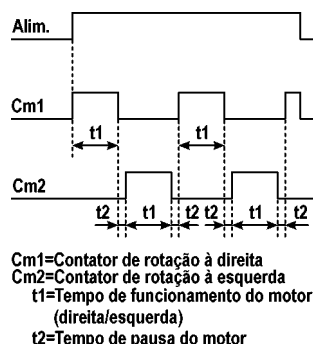 Alim.
Cm1
t1 t1
Cm2
t2 t1 t2 t2 t1 t2
Cm1=Contator de rotação à direita
Cm2=Contator de rotação à esquerda
t1=Tempo de funcionamento do motor
(direita/esquerda)
t2=Tempo de pausa do motor